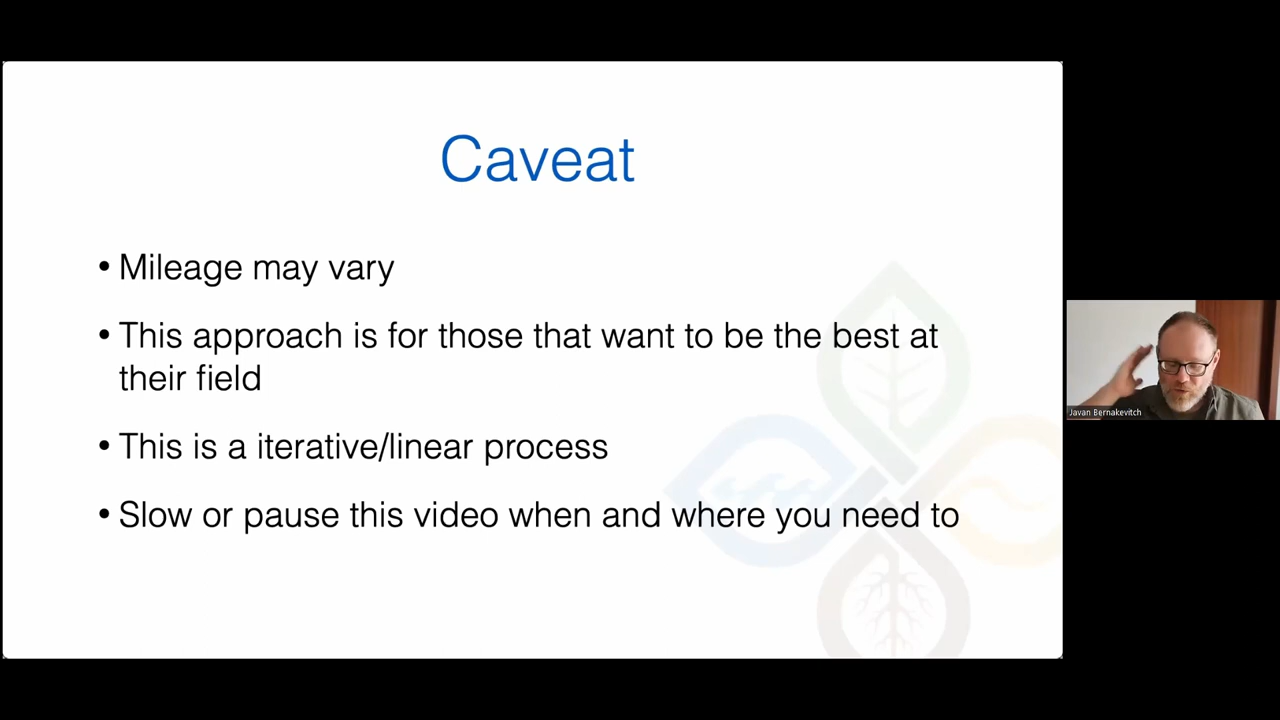 Caveat
• Mileage may vary
• This approach is for those that want to be the best at
their field
• This is a iterative/linear process
• Slow or pause this video when and where you need to
Javan Bernakevitch